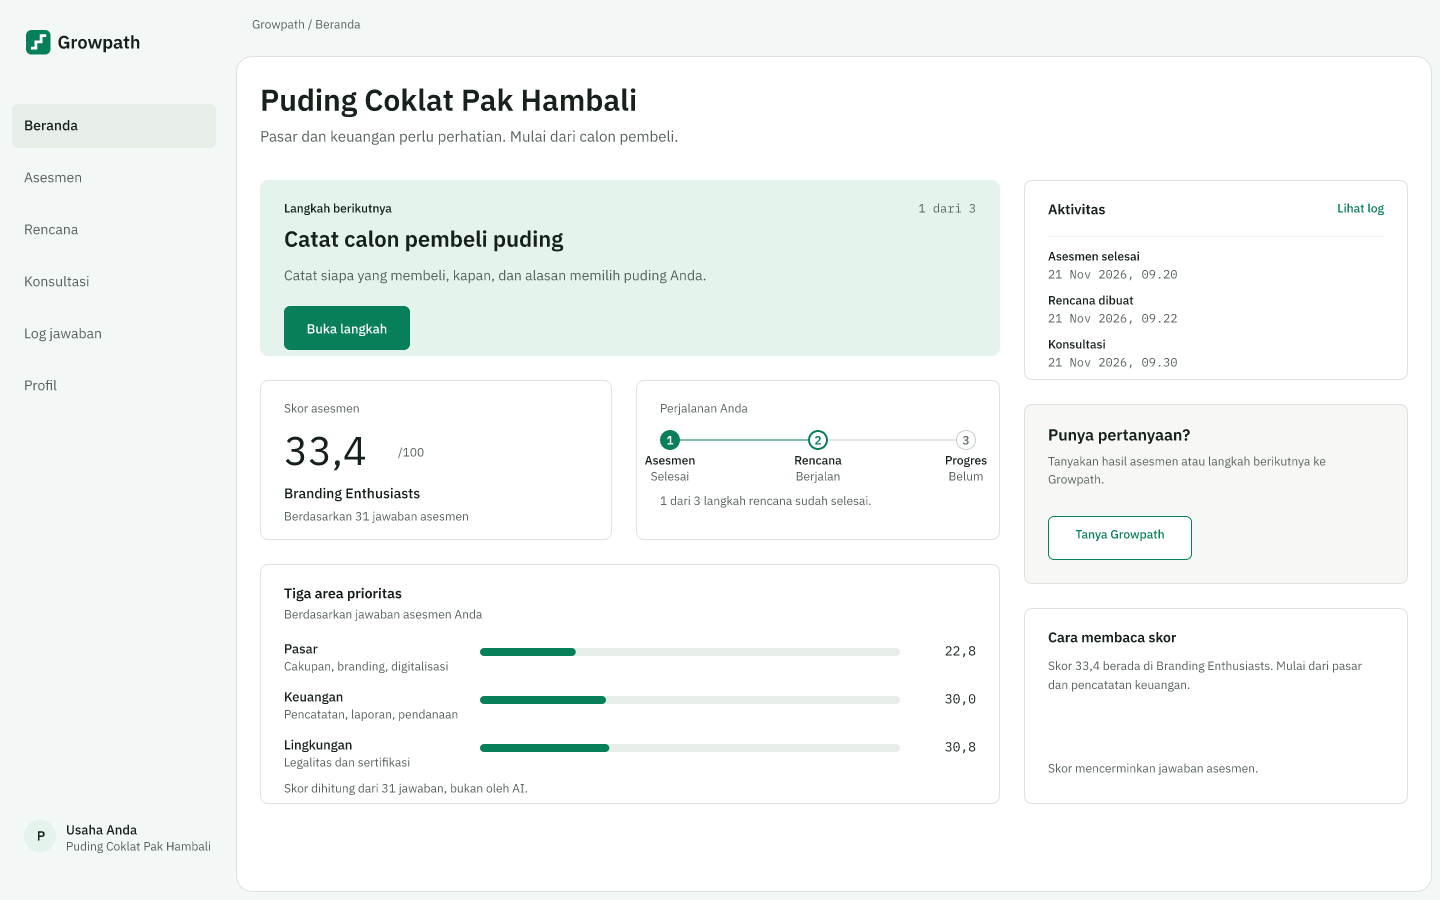 Growpath
Beranda
Asesmen
Rencana
Konsultasi
Log jawaban
Profil
P
Usaha Anda
Puding Coklat Pak Hambali
Growpath / Beranda
Puding Coklat Pak Hambali
Pasar dan keuangan perlu perhatian. Mulai dari calon pembeli.
Langkah berikutnya
1 dari 3
Catat calon pembeli puding
Catat siapa yang membeli, kapan, dan alasan memilih puding Anda.
Buka langkah
Skor asesmen
33,4 /100
Branding Enthusiasts
Berdasarkan 31 jawaban asesmen
Perjalanan Anda
1 2 3
Asesmen Rencana Progres
Selesai Berjalan Belum
1 dari 3 langkah rencana sudah selesai.
Tiga area prioritas
Berdasarkan jawaban asesmen Anda
Pasar 22,8
Cakupan, branding, digitalisasi
Keuangan 30,0
Pencatatan, laporan, pendanaan
Lingkungan 30,8
Legalitas dan sertifikasi
Skor dihitung dari 31 jawaban, bukan oleh AI.
Aktivitas
Lihat log
Asesmen selesai
21 Nov 2026, 09.20
Rencana dibuat
21 Nov 2026, 09.22
Konsultasi
21 Nov 2026, 09.30
Punya pertanyaan?
Tanyakan hasil asesmen atau langkah berikutnya ke
Growpath.
Tanya Growpath
Cara membaca skor
Skor 33,4 berada di Branding Enthusiasts. Mulai dari pasar
dan pencatatan keuangan.
Skor mencerminkan jawaban asesmen.